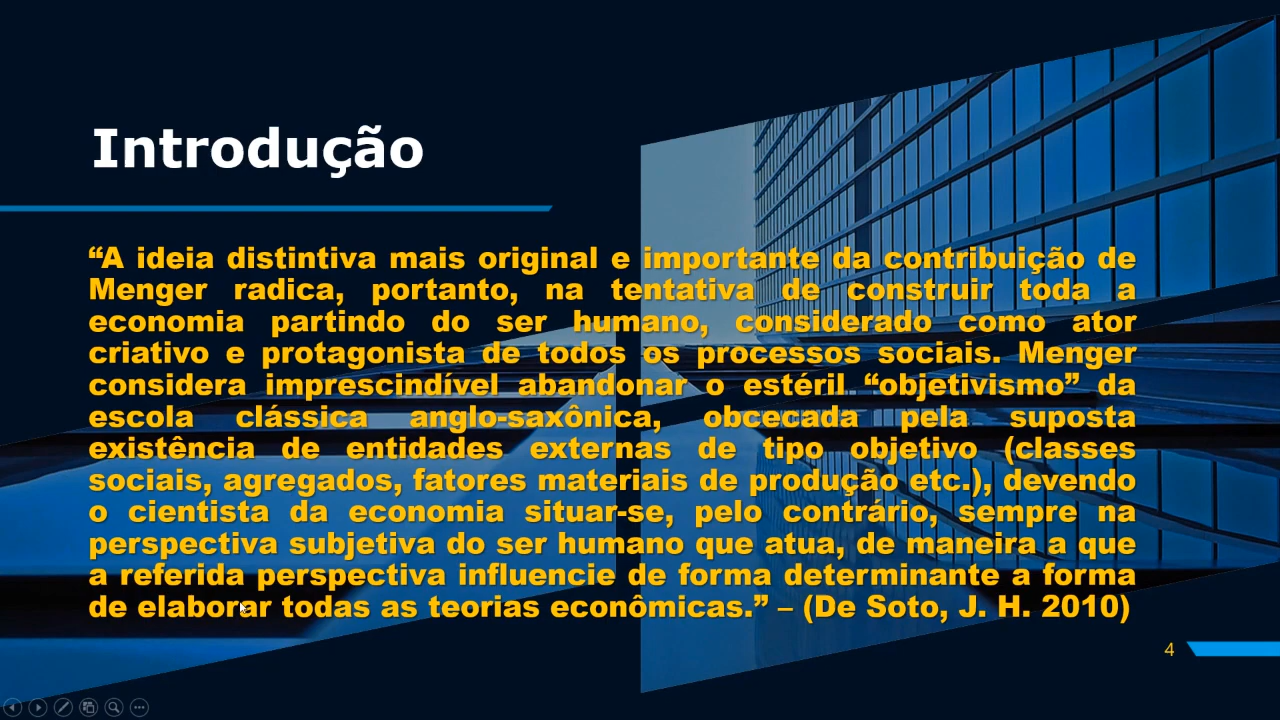 Introdução
“A ideia distintiva mais original e importante da contribuição de
Menger radica, portanto, na tentativa de construir toda a
economia partindo do ser humano, considerado como ator
criativo e protagonista de todos os processos sociais. Menger
considera imprescindível abandonar o estéril “objetivismo” da
escola clássica anglo-saxônica, obcecada pela suposta
existência de entidades externas de tipo objetivo (classes
sociais, agregados, fatores materiais de produção etc.), devendo
o cientista da economia situar-se, pelo contrário, sempre na
perspectiva subjetiva do ser humano que atua, de maneira a que
a referida perspectiva influencie de forma determinante a forma
de elaborar todas as teorias econômicas.” – (De Soto, J. H. 2010)
4